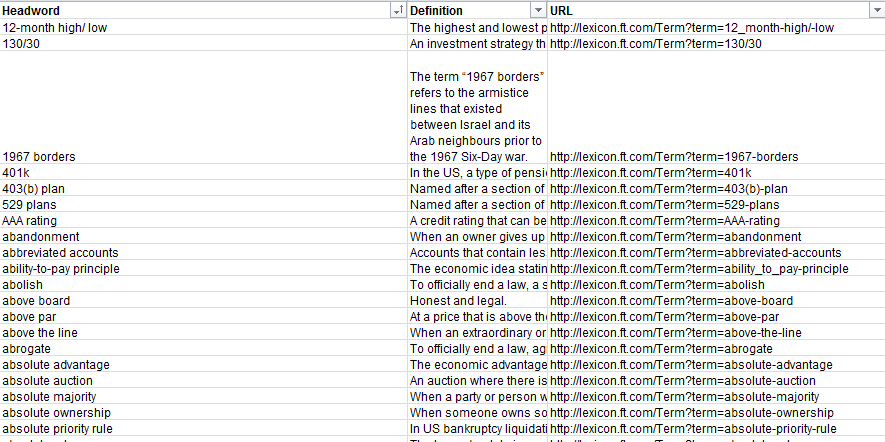 Headword Definition URL
12-month high/ low The highest and lowest p http://lexicon.ft.com/Term?term=12_month-high/-low
130/30 An investment strategy th http://lexicon.ft.com/Term?term=130/30
The term “1967 borders”
refers to the armistice
lines that existed
between Israel and its
Arab neighbours prior to
1967 borders the 1967 Six-Day war. http://lexicon.ft.com/Term?term=1967-borders
401k In the US, a type of pensi http://lexicon.ft.com/Term?term=401k
403(b) plan Named after a section of http://lexicon.ft.com/Term?term=403(b)-plan
529 plans Named after a section of http://lexicon.ft.com/Term?term=529-plans
AAA rating A credit rating that can be http://lexicon.ft.com/Term?term=AAA-rating
abandonment When an owner gives up http://lexicon.ft.com/Term?term=abandonment
abbreviated accounts Accounts that contain les http://lexicon.ft.com/Term?term=abbreviated-accounts
ability-to-pay principle The economic idea statin http://lexicon.ft.com/Term?term=ability_to_pay-principle
abolish To officially end a law, a s http://lexicon.ft.com/Term?term=abolish
above board Honest and legal. http://lexicon.ft.com/Term?term=above-board
above par At a price that is above the http://lexicon.ft.com/Term?term=above-par
above the line When an extraordinary or http://lexicon.ft.com/Term?term=above-the-line
abrogate To officially end a law, ag http://lexicon.ft.com/Term?term=abrogate
absolute advantage The economic advantage http://lexicon.ft.com/Term?term=absolute-advantage
absolute auction An auction where there is http://lexicon.ft.com/Term?term=absolute-auction
absolute majority When a party or person w http://lexicon.ft.com/Term?term=absolute-majority
absolute ownership When someone owns so http://lexicon.ft.com/Term?term=absolute-ownership
absolute priority rule In US bankruptcy liquidati http://lexicon.ft.com/Term?term=absolute-priority-rule